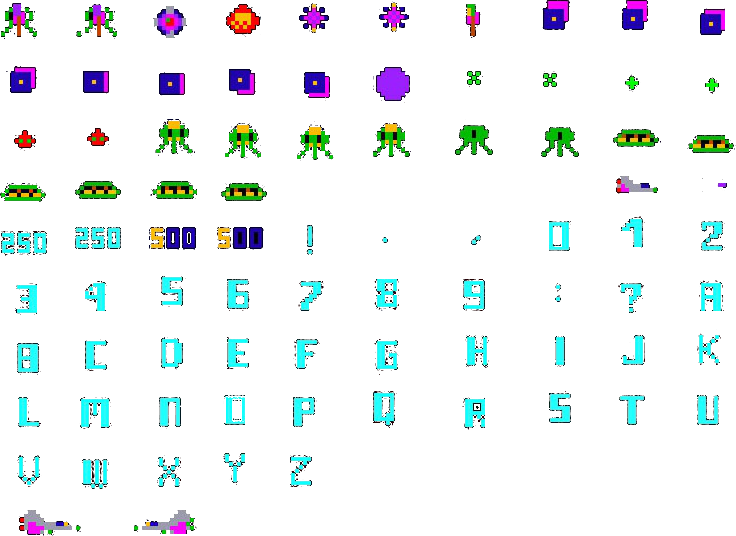 250 250 500 500 ! . , 0 1 2
3 4 5 6 7 8 9 : ? A
B C D E F G H I J K
L M N O P Q R S T U
V W X Y Z